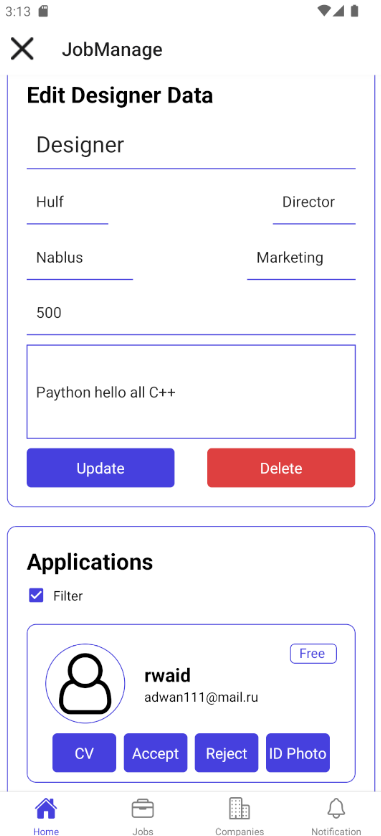 3:13
JobManage
Edit Designer Data
Designer
Hulf Director
Nablus Marketing
500
Paython hello all C++
Update Delete
Applications
Filter
Free
rwaid
adwan111@mail.ru
CV Accept Reject ID Photo
Home Jobs Companies Notification